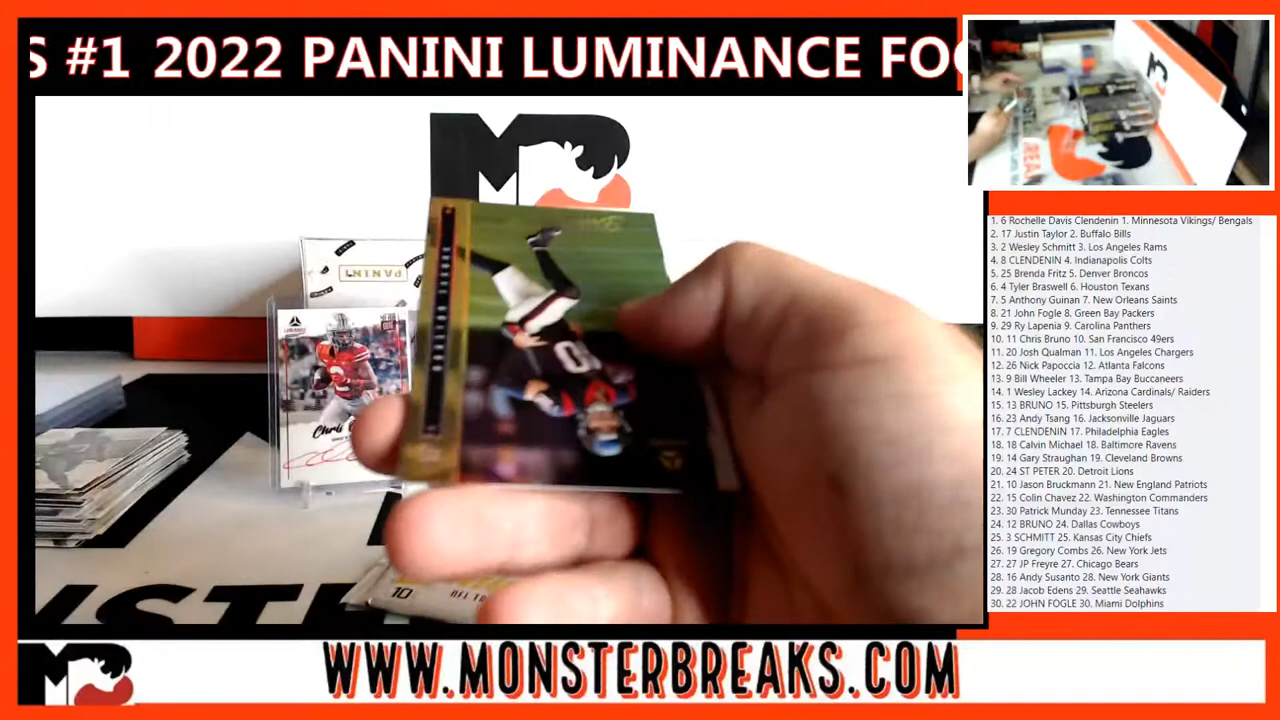 S #1 2022 PANINI LUMINANCE FOO
MB
PANINI
LUMINANCE
Chris
10
NFL TR
1. 6 Rochelle Davis Clendenin 1. Minnesota Vikings/ Bengals
2. 17 Justin Taylor 2. Buffalo Bills
3. 2 Wesley Schmitt 3. Los Angeles Rams
4. 8 CLENDENIN 4. Indianapolis Colts
5. 25 Brenda Fritz 5. Denver Broncos
6. 4 Tyler Braswell 6. Houston Texans
7. 5 Anthony Guinan 7. New Orleans Saints
8. 21 John Fogle 8. Green Bay Packers
9. 29 Ry Lapenia 9. Carolina Panthers
10. 11 Chris Bruno 10. San Francisco 49ers
11. 20 Josh Qualman 11. Los Angeles Chargers
12. 26 Nick Papoccia 12. Atlanta Falcons
13. 9 Bill Wheeler 13. Tampa Bay Buccaneers
14. 1 Wesley Lackey 14. Arizona Cardinals/ Raiders
15. 13 BRUNO 15. Pittsburgh Steelers
16. 23 Andy Tsang 16. Jacksonville Jaguars
17. 7 CLENDENIN 17. Philadelphia Eagles
18. 18 Calvin Michael 18. Baltimore Ravens
19. 14 Gary Straughan 19. Cleveland Browns
20. 24 ST PETER 20. Detroit Lions
21. 10 Jason Bruckmann 21. New England Patriots
22. 15 Colin Chavez 22. Washington Commanders
23. 30 Patrick Munday 23. Tennessee Titans
24. 12 BRUNO 24. Dallas Cowboys
25. 3 SCHMITT 25. Kansas City Chiefs
26. 19 Gregory Combs 26. New York Jets
27. 27 JP Freyre 27. Chicago Bears
28. 16 Andy Susanto 28. New York Giants
29. 28 Jacob Edens 29. Seattle Seahawks
30. 22 JOHN FOGLE 30. Miami Dolphins
WWW.MONSTERBREAKS.COM